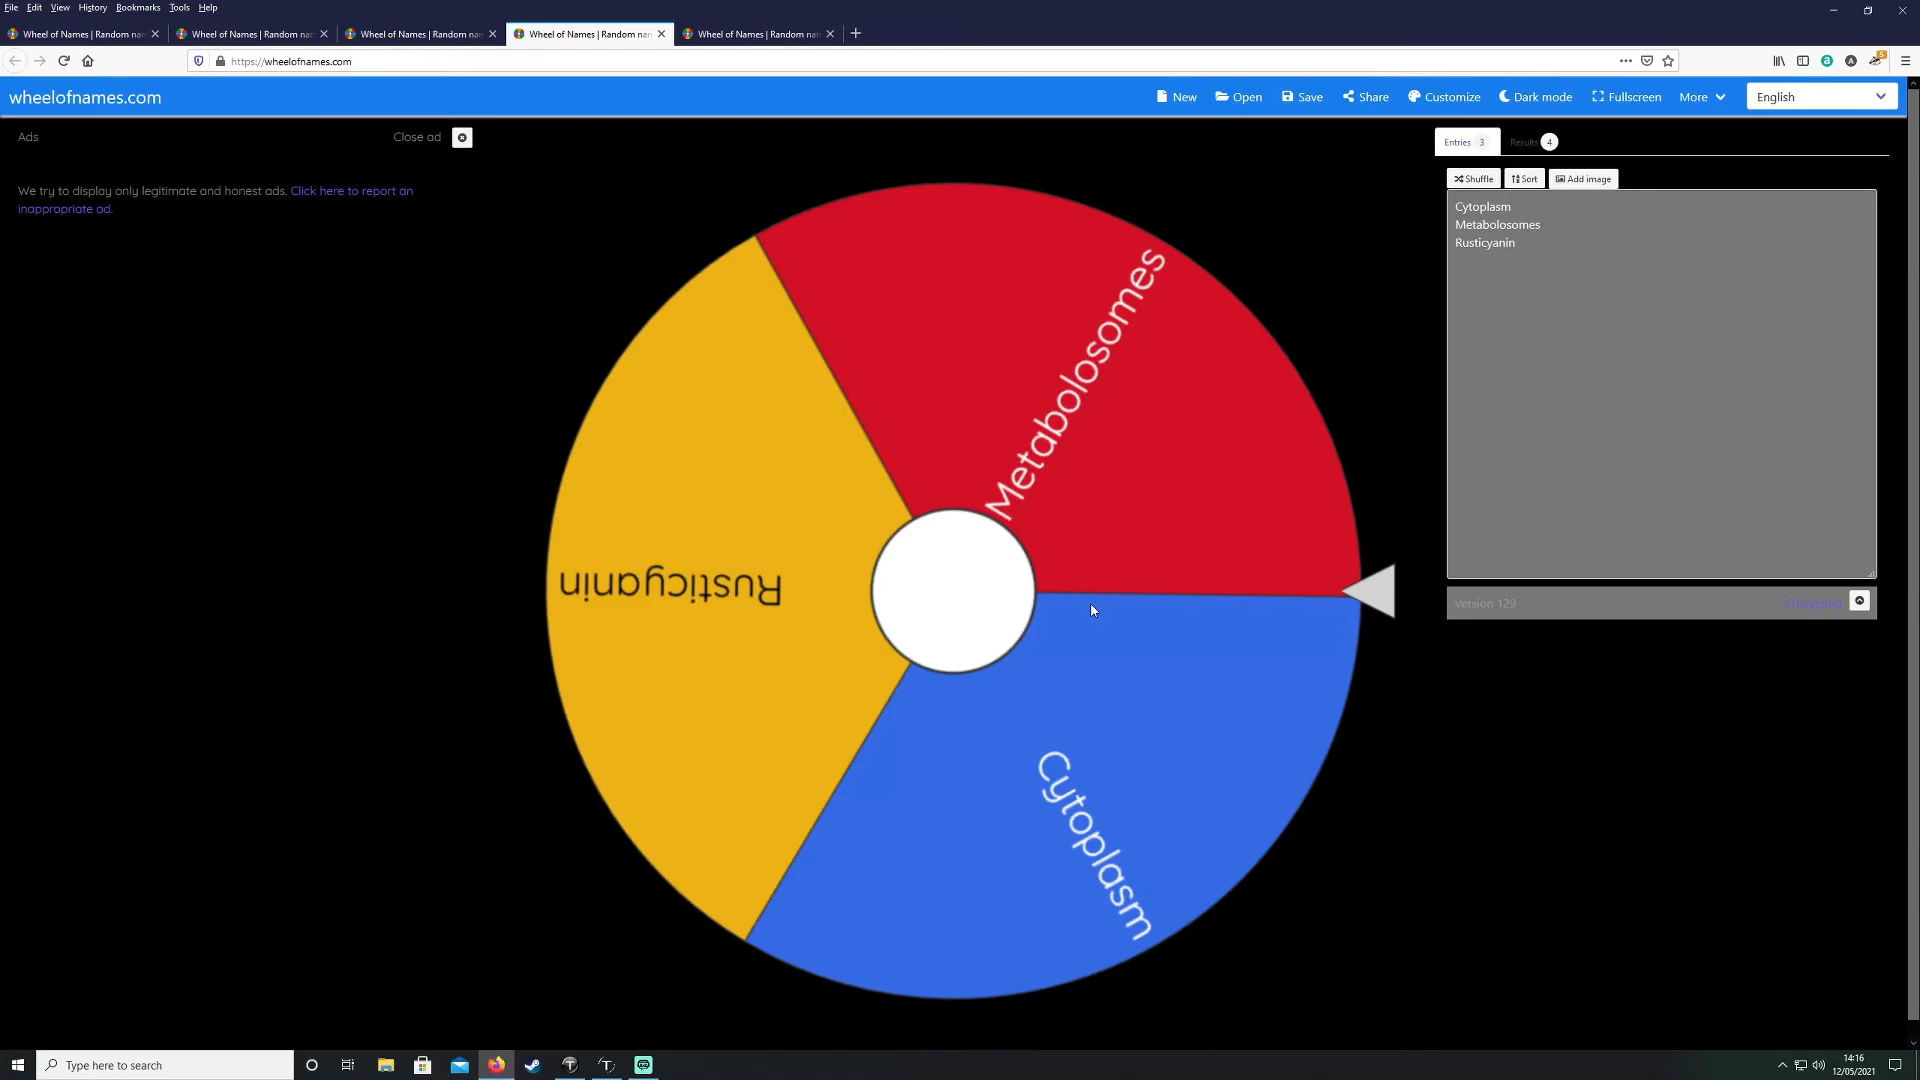 File Edit View History Bookmarks Tools Help
Wheel of Names | Random nam
Wheel of Names | Random nam
Wheel of Names | Random nam
Wheel of Names | Random nam
Wheel of Names | Random nam
https://wheelofnames.com
wheelofnames.com
New Open Save Share Customize Dark mode Fullscreen More English
Ads Close ad
We try to display only legitimate and honest ads. Click here to report an
inappropriate ad.
Entries 3 Results 4
Shuffle Sort Add image
Cytoplasm
Metabolosomes
Rusticyanin
Metabolosomes
Rusticyanin
Cytoplasm
Version 129 Changelog
Type here to search
14:16
12/05/2021